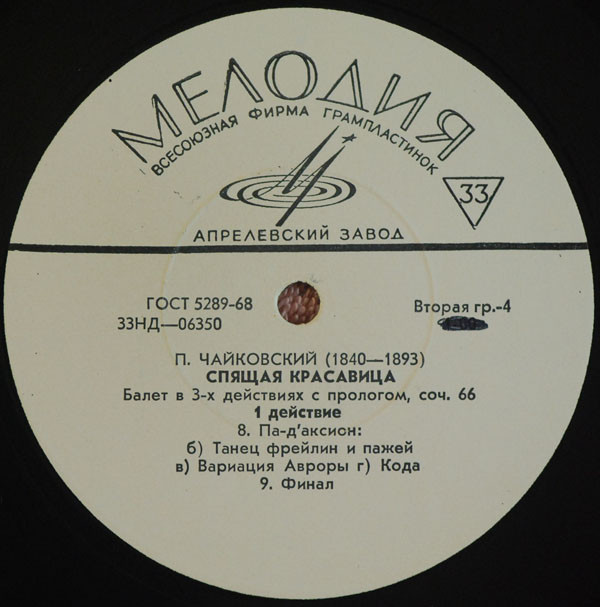 МЕЛОДИЯ
ВСЕСОЮЗНАЯ ФИРМА ГРАМПЛАСТИНОК
33
АПРЕЛЕВСКИЙ ЗАВОД
ГОСТ 5289-68
Вторая гр.-4
33НД—06350
П. ЧАЙКОВСКИЙ (1840—1893)
СПЯЩАЯ КРАСАВИЦА
Балет в 3-х действиях с прологом, соч. 66
1 действие
8. Па-д'аксион:
б) Танец фрейлин и пажей
в) Вариация Авроры г) Кода
9. Финал